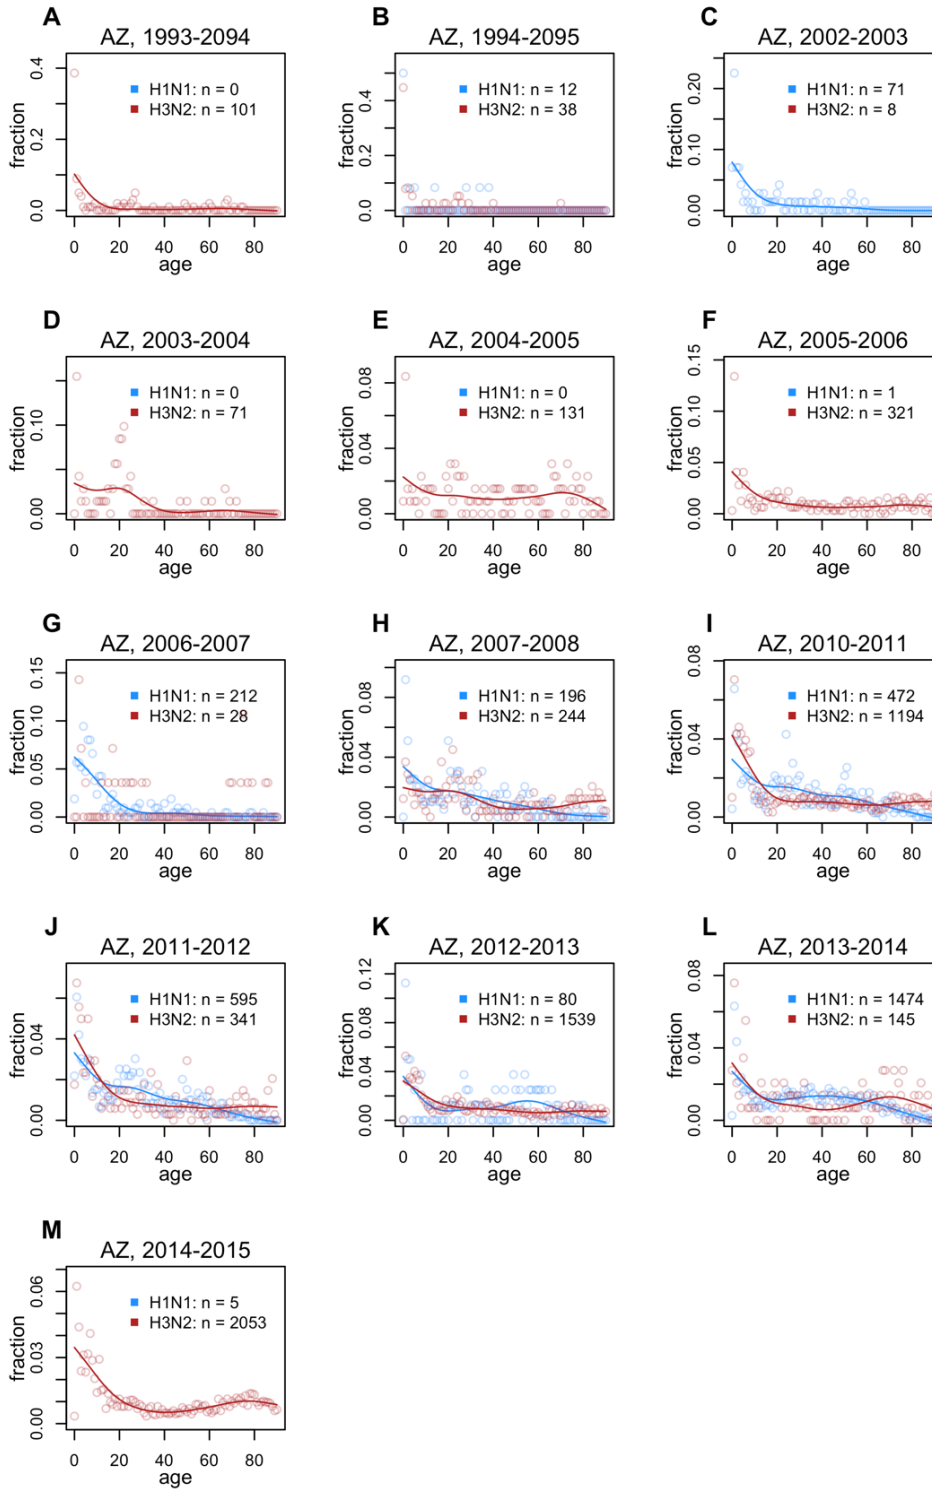 A B C
AZ, 1993-2094 AZ, 1994-2095 AZ, 2002-2003
fraction 0.0 0.2 0.4
H1N1: n = 0
H3N2: n = 101
0 20 40 60 80
age
fraction 0.0 0.2 0.4
H1N1: n = 12
H3N2: n = 38
0 20 40 60 80
age
fraction 0.00 0.10 0.20
H1N1: n = 71
H3N2: n = 8
0 20 40 60 80
age
D E F
AZ, 2003-2004 AZ, 2004-2005 AZ, 2005-2006
fraction 0.00 0.10
H1N1: n = 0
H3N2: n = 71
0 20 40 60 80
age
fraction 0.00 0.04 0.08
H1N1: n = 0
H3N2: n = 131
0 20 40 60 80
age
fraction 0.00 0.05 0.10 0.15
H1N1: n = 1
H3N2: n = 321
0 20 40 60 80
age
G H I
AZ, 2006-2007 AZ, 2007-2008 AZ, 2010-2011
fraction 0.00 0.05 0.10 0.15
H1N1: n = 212
H3N2: n = 28
0 20 40 60 80
age
fraction 0.00 0.04 0.08
H1N1: n = 196
H3N2: n = 244
0 20 40 60 80
age
fraction 0.00 0.04 0.08
H1N1: n = 472
H3N2: n = 1194
0 20 40 60 80
age
J K L
AZ, 2011-2012 AZ, 2012-2013 AZ, 2013-2014
fraction 0.00 0.04
H1N1: n = 595
H3N2: n = 341
0 20 40 60 80
age
fraction 0.00 0.04 0.08 0.12
H1N1: n = 80
H3N2: n = 1539
0 20 40 60 80
age
fraction 0.00 0.04 0.08
H1N1: n = 1474
H3N2: n = 145
0 20 40 60 80
age
M
AZ, 2014-2015
fraction 0.00 0.03 0.06
H1N1: n = 5
H3N2: n = 2053
0 20 40 60 80
age